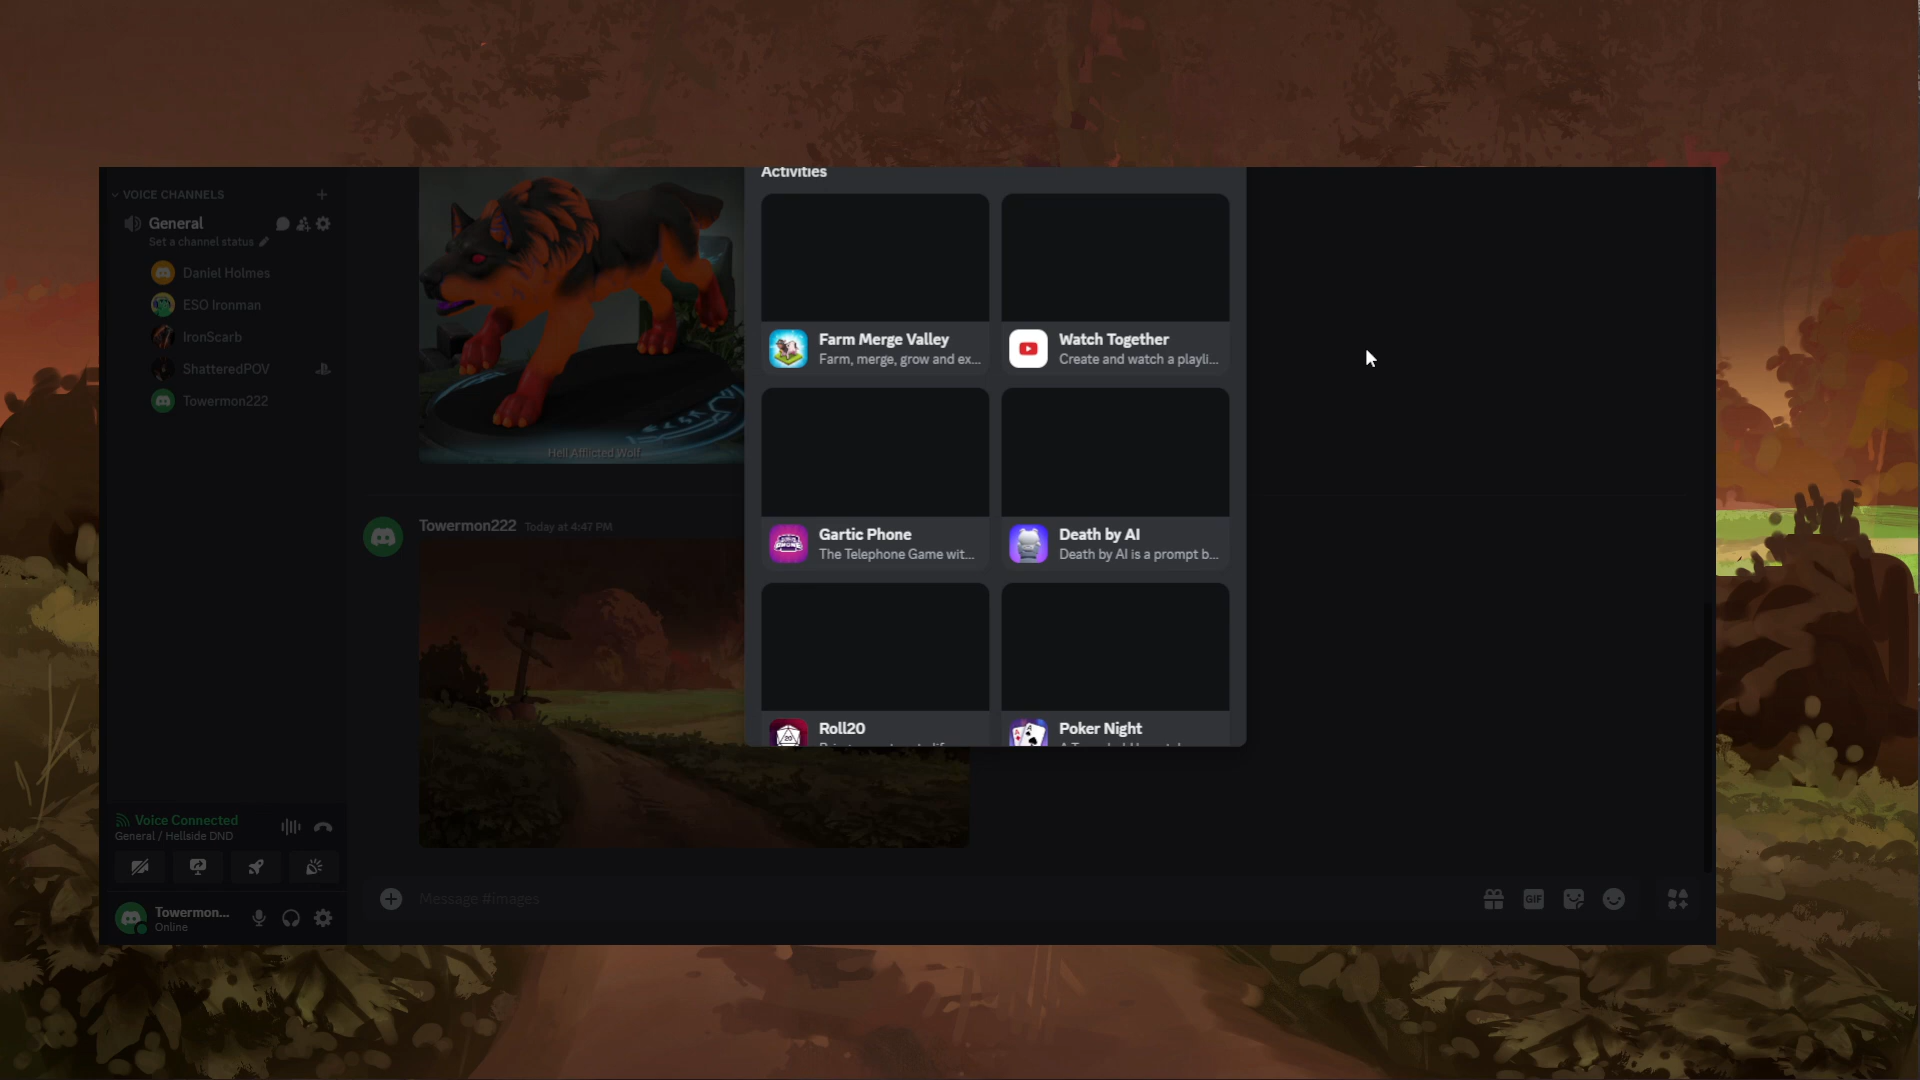 Activities
VOICE CHANNELS
General
Set a channel status
Daniel Holmes
ESO Ironman
IronScarb
ShatteredPOV
Towermon222
Hell Afflicted Wolf
Farm Merge Valley
Farm, merge, grow and ex...
Watch Together
Create and watch a playli...
Gartic Phone
The Telephone Game wit...
Death by AI
Death by AI is a prompt b...
Roll20
Poker Night
Towermon222 Today at 4:47 PM
Voice Connected
General / Hellside DND
Towermon...
Online
Message #images
GIF